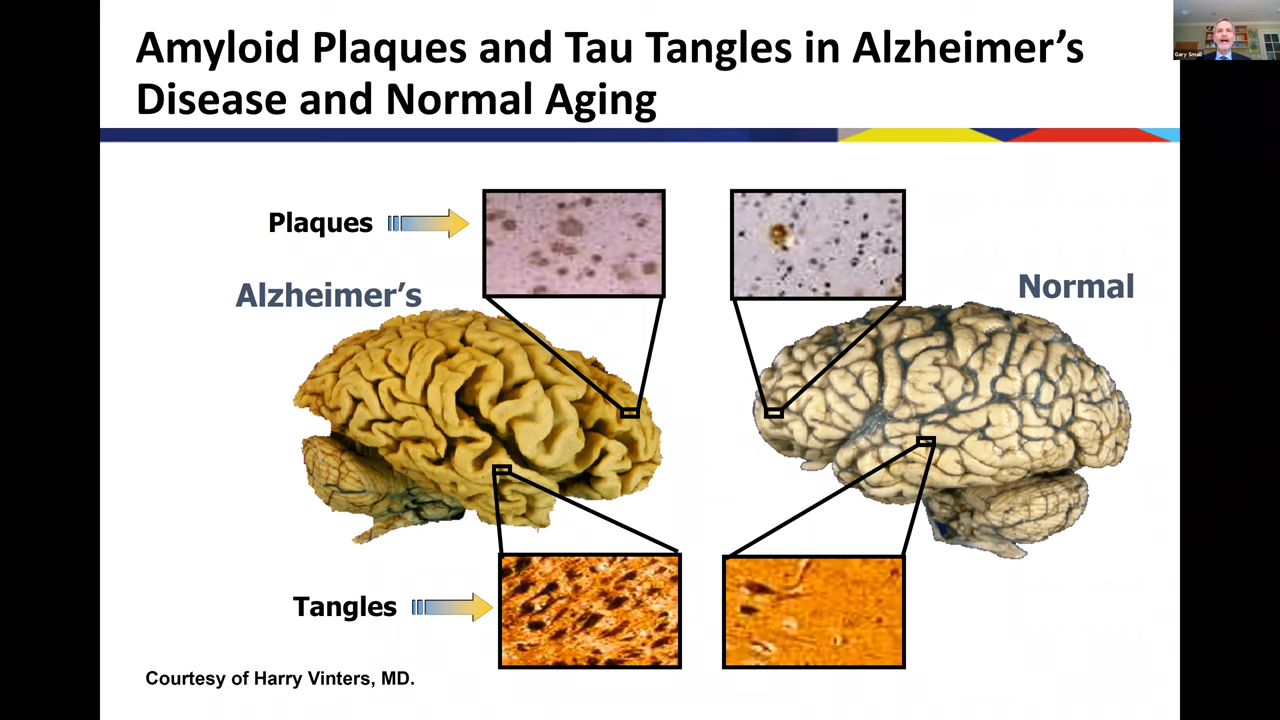 Amyloid Plaques and Tau Tangles in Alzheimer’s
Disease and Normal Aging
Gary Small
Plaques
Alzheimer’s
Normal
Tangles
Courtesy of Harry Vinters, MD.